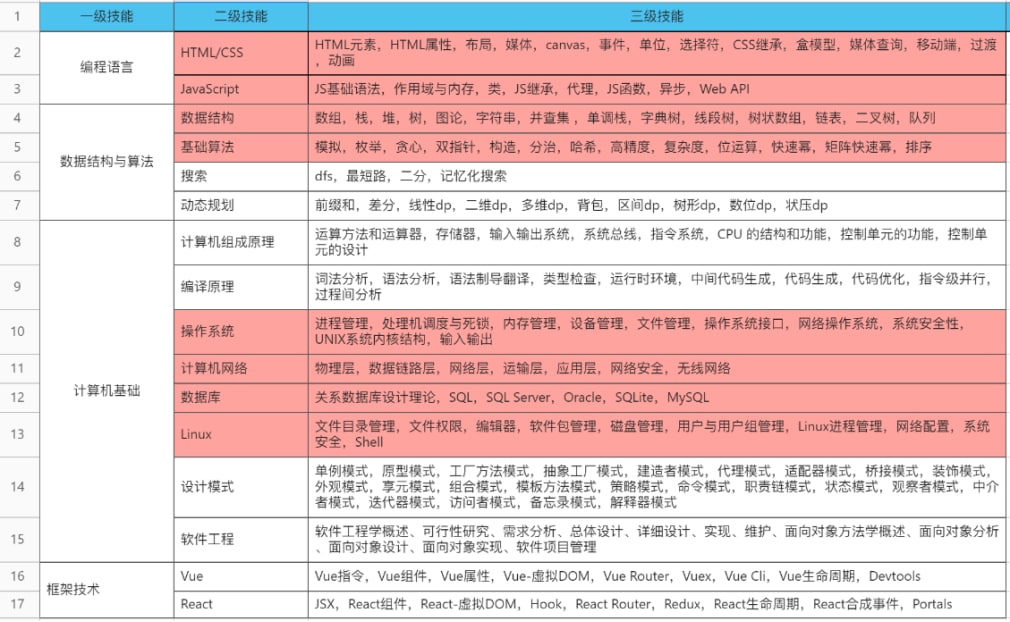 1 一级技能 二级技能 三级技能
2 编程语言 HTML/CSS HTML元素，HTML属性，布局，媒体，canvas，事件，单位，选择符，CSS继承，盒模型，媒体查询，移动端，过渡
，动画
3 JavaScript JS基础语法，作用域与内存，类，JS继承，代理，JS函数，异步，Web API
4 数据结构与算法 数据结构 数组，栈，堆，树，图论，字符串，并查集 ，单调栈，字典树，线段树，树状数组，链表，二叉树，队列
5 基础算法 模拟，枚举，贪心，双指针，构造，分治，哈希，高精度，复杂度，位运算，快速幂，矩阵快速幂，排序
6 搜索 dfs，最短路，二分，记忆化搜索
7 动态规划 前缀和，差分，线性dp，二维dp，多维dp，背包，区间dp，树形dp，数位dp，状压dp
8 计算机基础 计算机组成原理 运算方法和运算器，存储器，输入输出系统，系统总线，指令系统，CPU 的结构和功能，控制单元的功能，控制单
元的设计
9 编译原理 词法分析，语法分析，语法制导翻译，类型检查，运行时环境，中间代码生成，代码生成，代码优化，指令级并行，
过程间分析
10 操作系统 进程管理，处理机调度与死锁，内存管理，设备管理，文件管理，操作系统接口，网络操作系统，系统安全性，
UNIX系统内核结构，输入输出
11 计算机网络 物理层，数据链路层，网络层，运输层，应用层，网络安全，无线网络
12 数据库 关系数据库设计理论，SQL，SQL Server，Oracle，SQLite，MySQL
13 Linux 文件目录管理，文件权限，编辑器，软件包管理，磁盘管理，用户与用户组管理，Linux进程管理，网络配置，系统
安全，Shell
14 设计模式 单例模式，原型模式，工厂方法模式，抽象工厂模式，建造者模式，代理模式，适配器模式，桥接模式，装饰模式，
外观模式，享元模式，组合模式，模板方法模式，策略模式，命令模式，职责链模式，状态模式，观察者模式，中介
者模式，迭代器模式，访问者模式，备忘录模式，解释器模式
15 软件工程 软件工程学概述、可行性研究、需求分析、总体设计、详细设计、实现、维护、面向对象方法学概述、面向对象分析
、面向对象设计、面向对象实现、软件项目管理
16 框架技术 Vue Vue指令，Vue组件，Vue属性，Vue-虚拟DOM，Vue Router，Vuex，Vue Cli，Vue生命周期，Devtools
17 React JSX，React组件，React-虚拟DOM，Hook，React Router，Redux，React生命周期，React合成事件，Portals